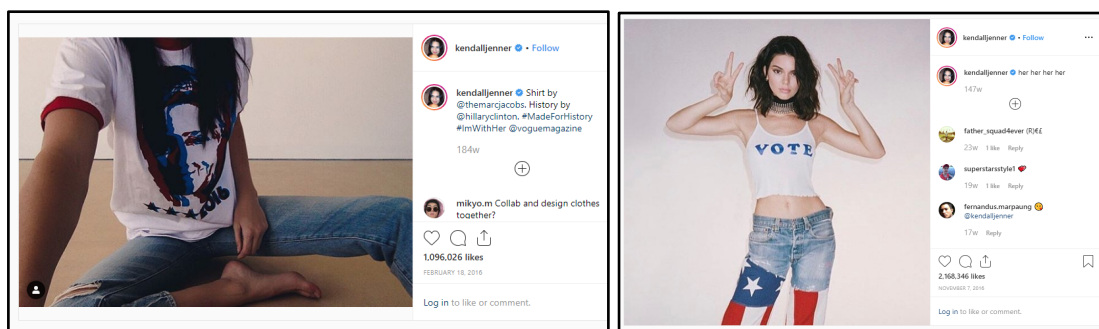 2016
kendalljenner • Follow
kendalljenner Shirt by
@themarcjacobs. History by
@hillaryclinton. #MadeForHistory
#ImWithHer @voguemagazine
184w
mikyo.m Collab and design clothes
together?
1,096,026 likes
FEBRUARY 18, 2016
Log in to like or comment.
VOTE
kendalljenner • Follow
kendalljenner her her her her
147w
father_squad4ever (R)€£
23w 1 like Reply
superstarsstyle1
19w 1 like Reply
fernandus.marpaung
@kendalljenner
17w Reply
2,168,346 likes
NOVEMBER 7, 2016
Log in to like or comment.